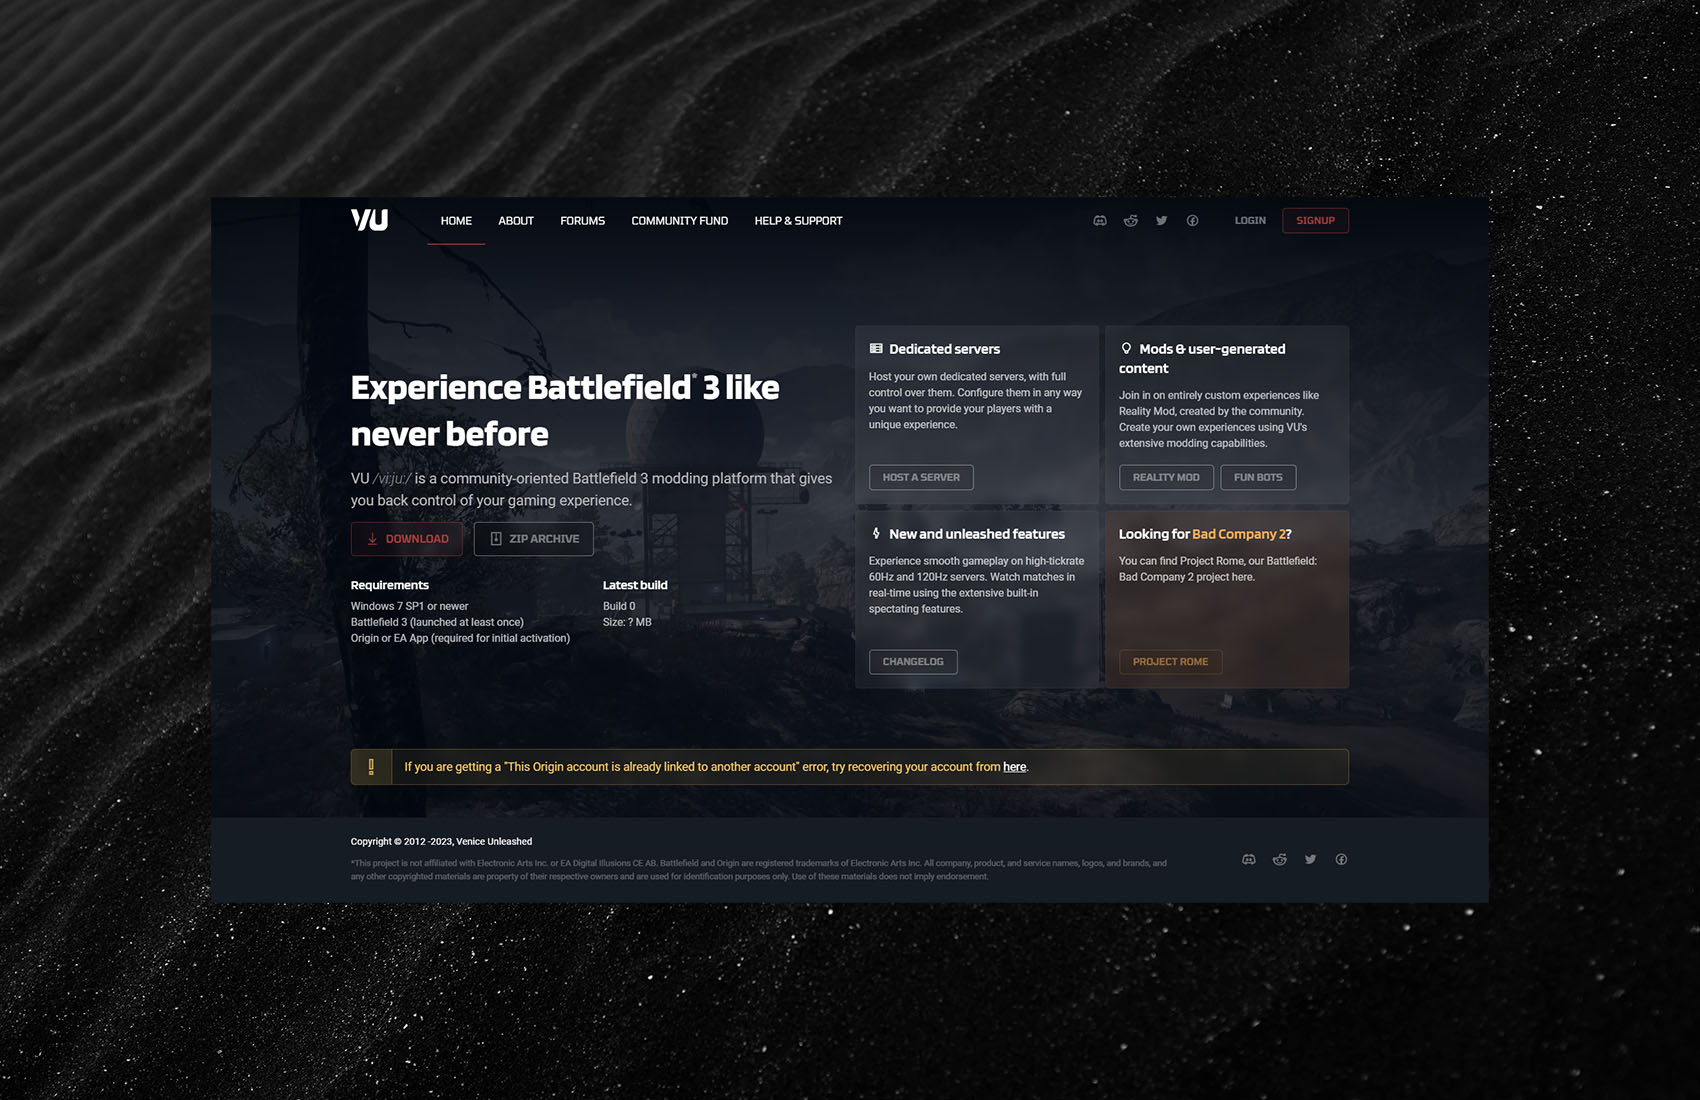 VU
HOME ABOUT FORUMS COMMUNITY FUND HELP & SUPPORT
LOGIN SIGNUP
Experience Battlefield* 3 like
never before
VU /viːjuː/ is a community-oriented Battlefield 3 modding platform that gives
you back control of your gaming experience.
DOWNLOAD ZIP ARCHIVE
Requirements
Windows 7 SP1 or newer
Battlefield 3 (launched at least once)
Origin or EA App (required for initial activation)
Latest build
Build 0
Size: ? MB
Dedicated servers
Host your own dedicated servers, with full
control over them. Configure them in any way
you want to provide your players with a
unique experience.
HOST A SERVER
Mods & user-generated
content
Join in on entirely custom experiences like
Reality Mod, created by the community.
Create your own experiences using VU's
extensive modding capabilities.
REALITY MOD FUN BOTS
New and unleashed features
Experience smooth gameplay on high-tickrate
60Hz and 120Hz servers. Watch matches in
real-time using the extensive built-in
spectating features.
CHANGELOG
Looking for Bad Company 2?
You can find Project Rome, our Battlefield:
Bad Company 2 project here.
PROJECT ROME
If you are getting a "This Origin account is already linked to another account" error, try recovering your account from here.
Copyright © 2012 -2023, Venice Unleashed
*This project is not affiliated with Electronic Arts Inc. or EA Digital Illusions CE AB. Battlefield and Origin are registered trademarks of Electronic Arts Inc. All company, product, and service names, logos, and brands, and
any other copyrighted materials are property of their respective owners and are used for identification purposes only. Use of these materials does not imply endorsement.